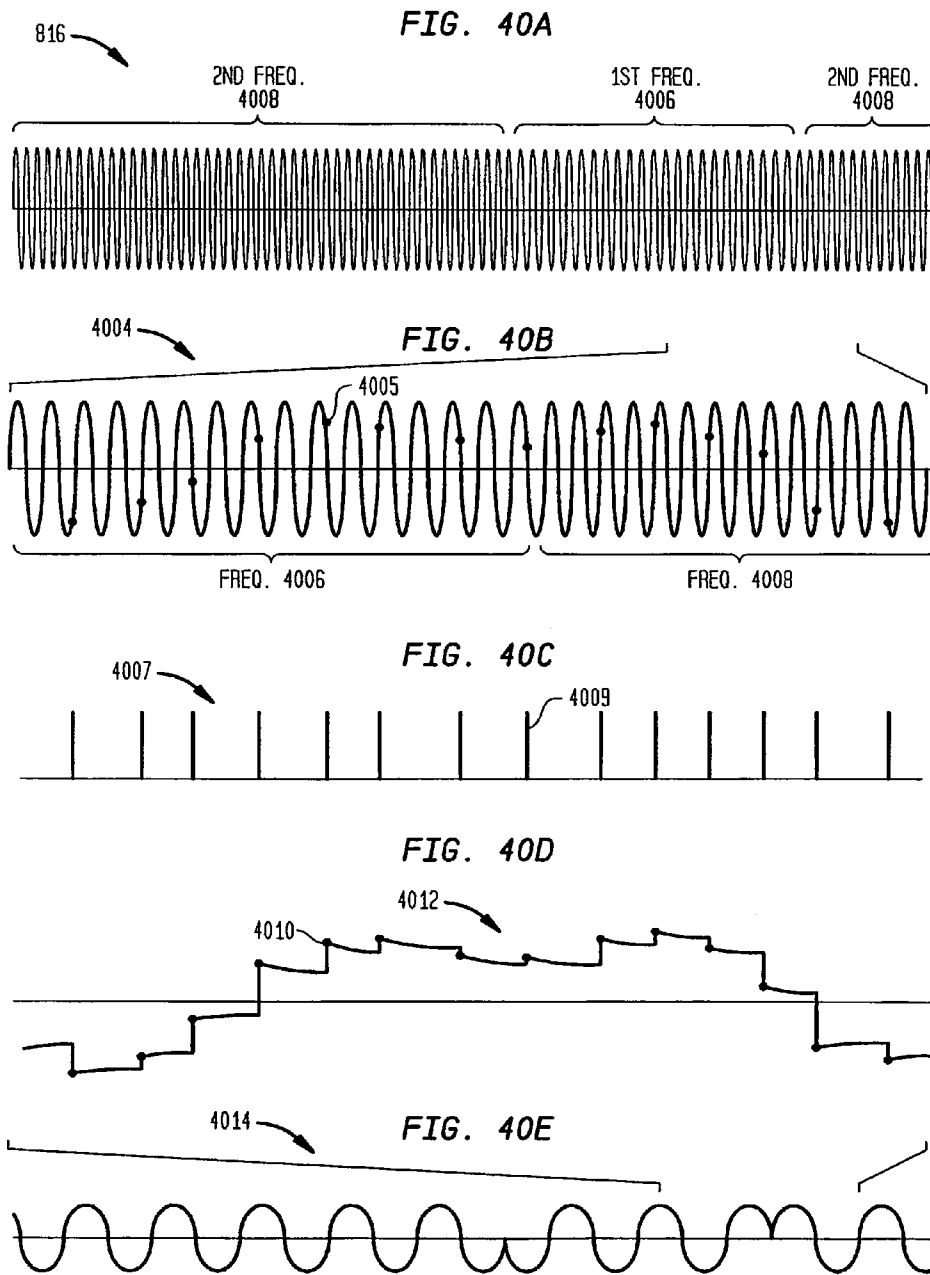 FIG. 40A
816
2ND FREQ.
4008
1ST FREQ.
4006
2ND FREQ.
4008
FIG. 40B
4004
4005
FREQ. 4006
FREQ. 4008
FIG. 40C
4007
4009
FIG. 40D
4012
4010
FIG. 40E
4014